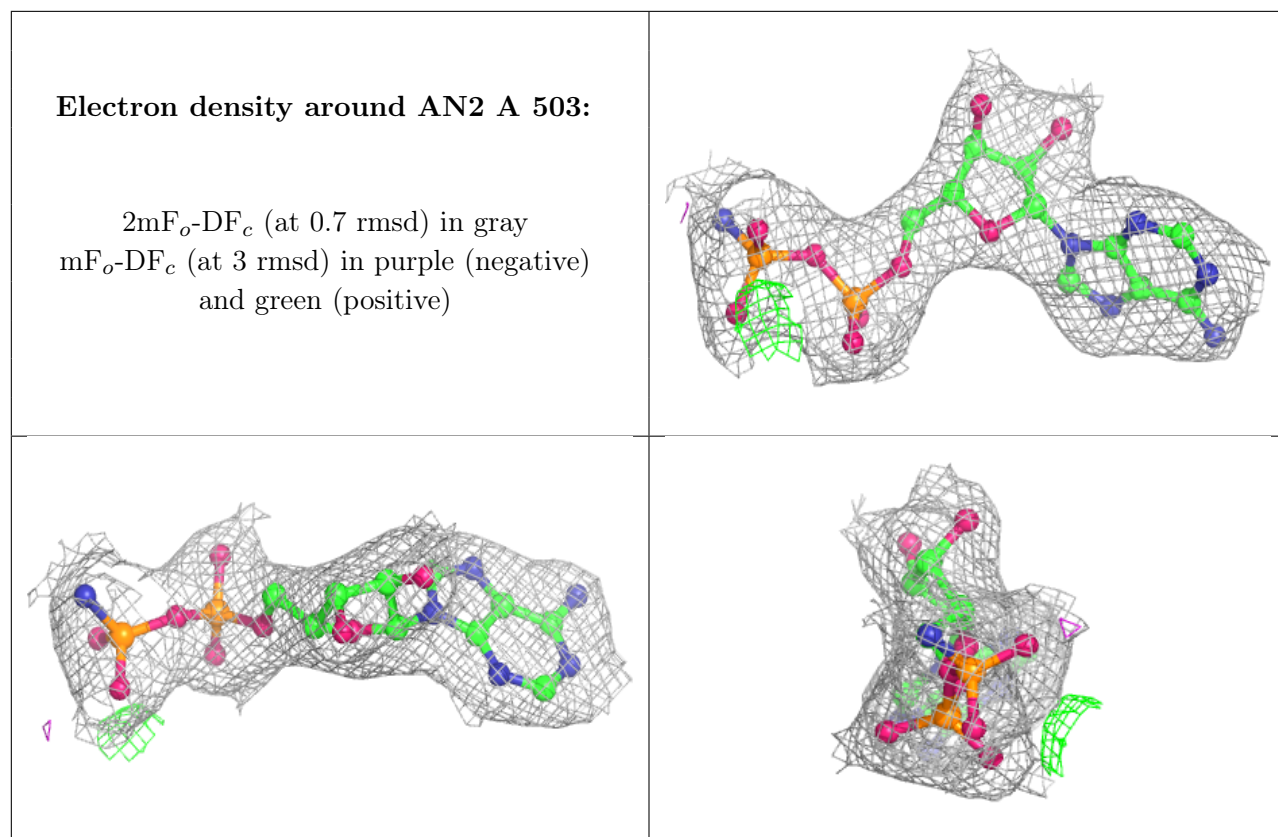 Electron density around AN2 A 503:
2mFo-DFc (at 0.7 rmsd) in gray
mFo-DFc (at 3 rmsd) in purple (negative)
and green (positive)